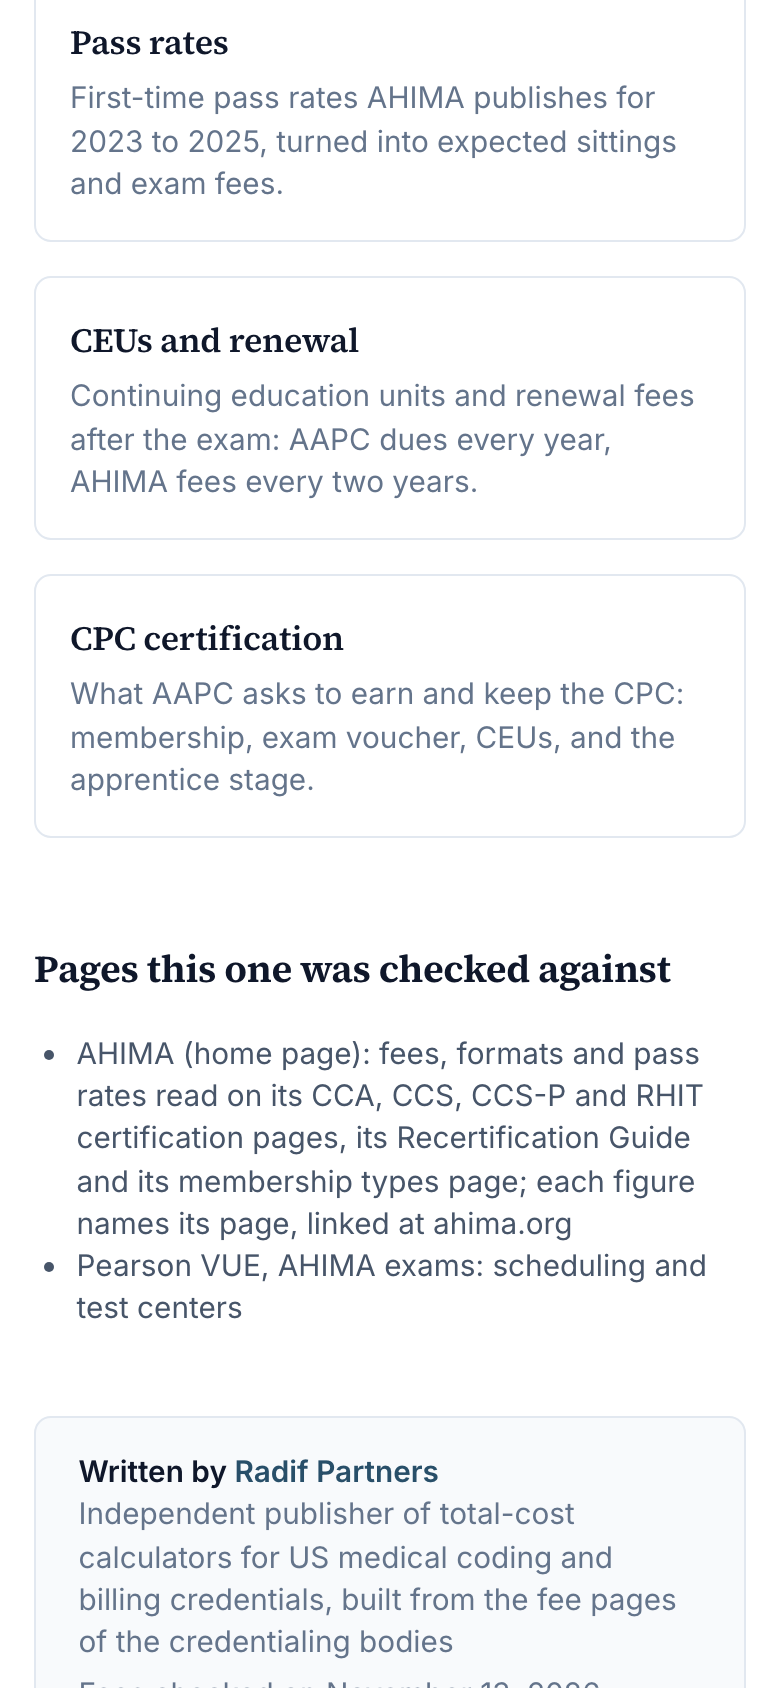 Pass rates
First-time pass rates AHIMA publishes for
2023 to 2025, turned into expected sittings
and exam fees.
CEUs and renewal
Continuing education units and renewal fees
after the exam: AAPC dues every year,
AHIMA fees every two years.
CPC certification
What AAPC asks to earn and keep the CPC:
membership, exam voucher, CEUs, and the
apprentice stage.
Pages this one was checked against
• AHIMA (home page): fees, formats and pass
rates read on its CCA, CCS, CCS-P and RHIT
certification pages, its Recertification Guide
and its membership types page; each figure
names its page, linked at ahima.org
• Pearson VUE, AHIMA exams: scheduling and
test centers
Written by Radif Partners
Independent publisher of total-cost
calculators for US medical coding and
billing credentials, built from the fee pages
of the credentialing bodies